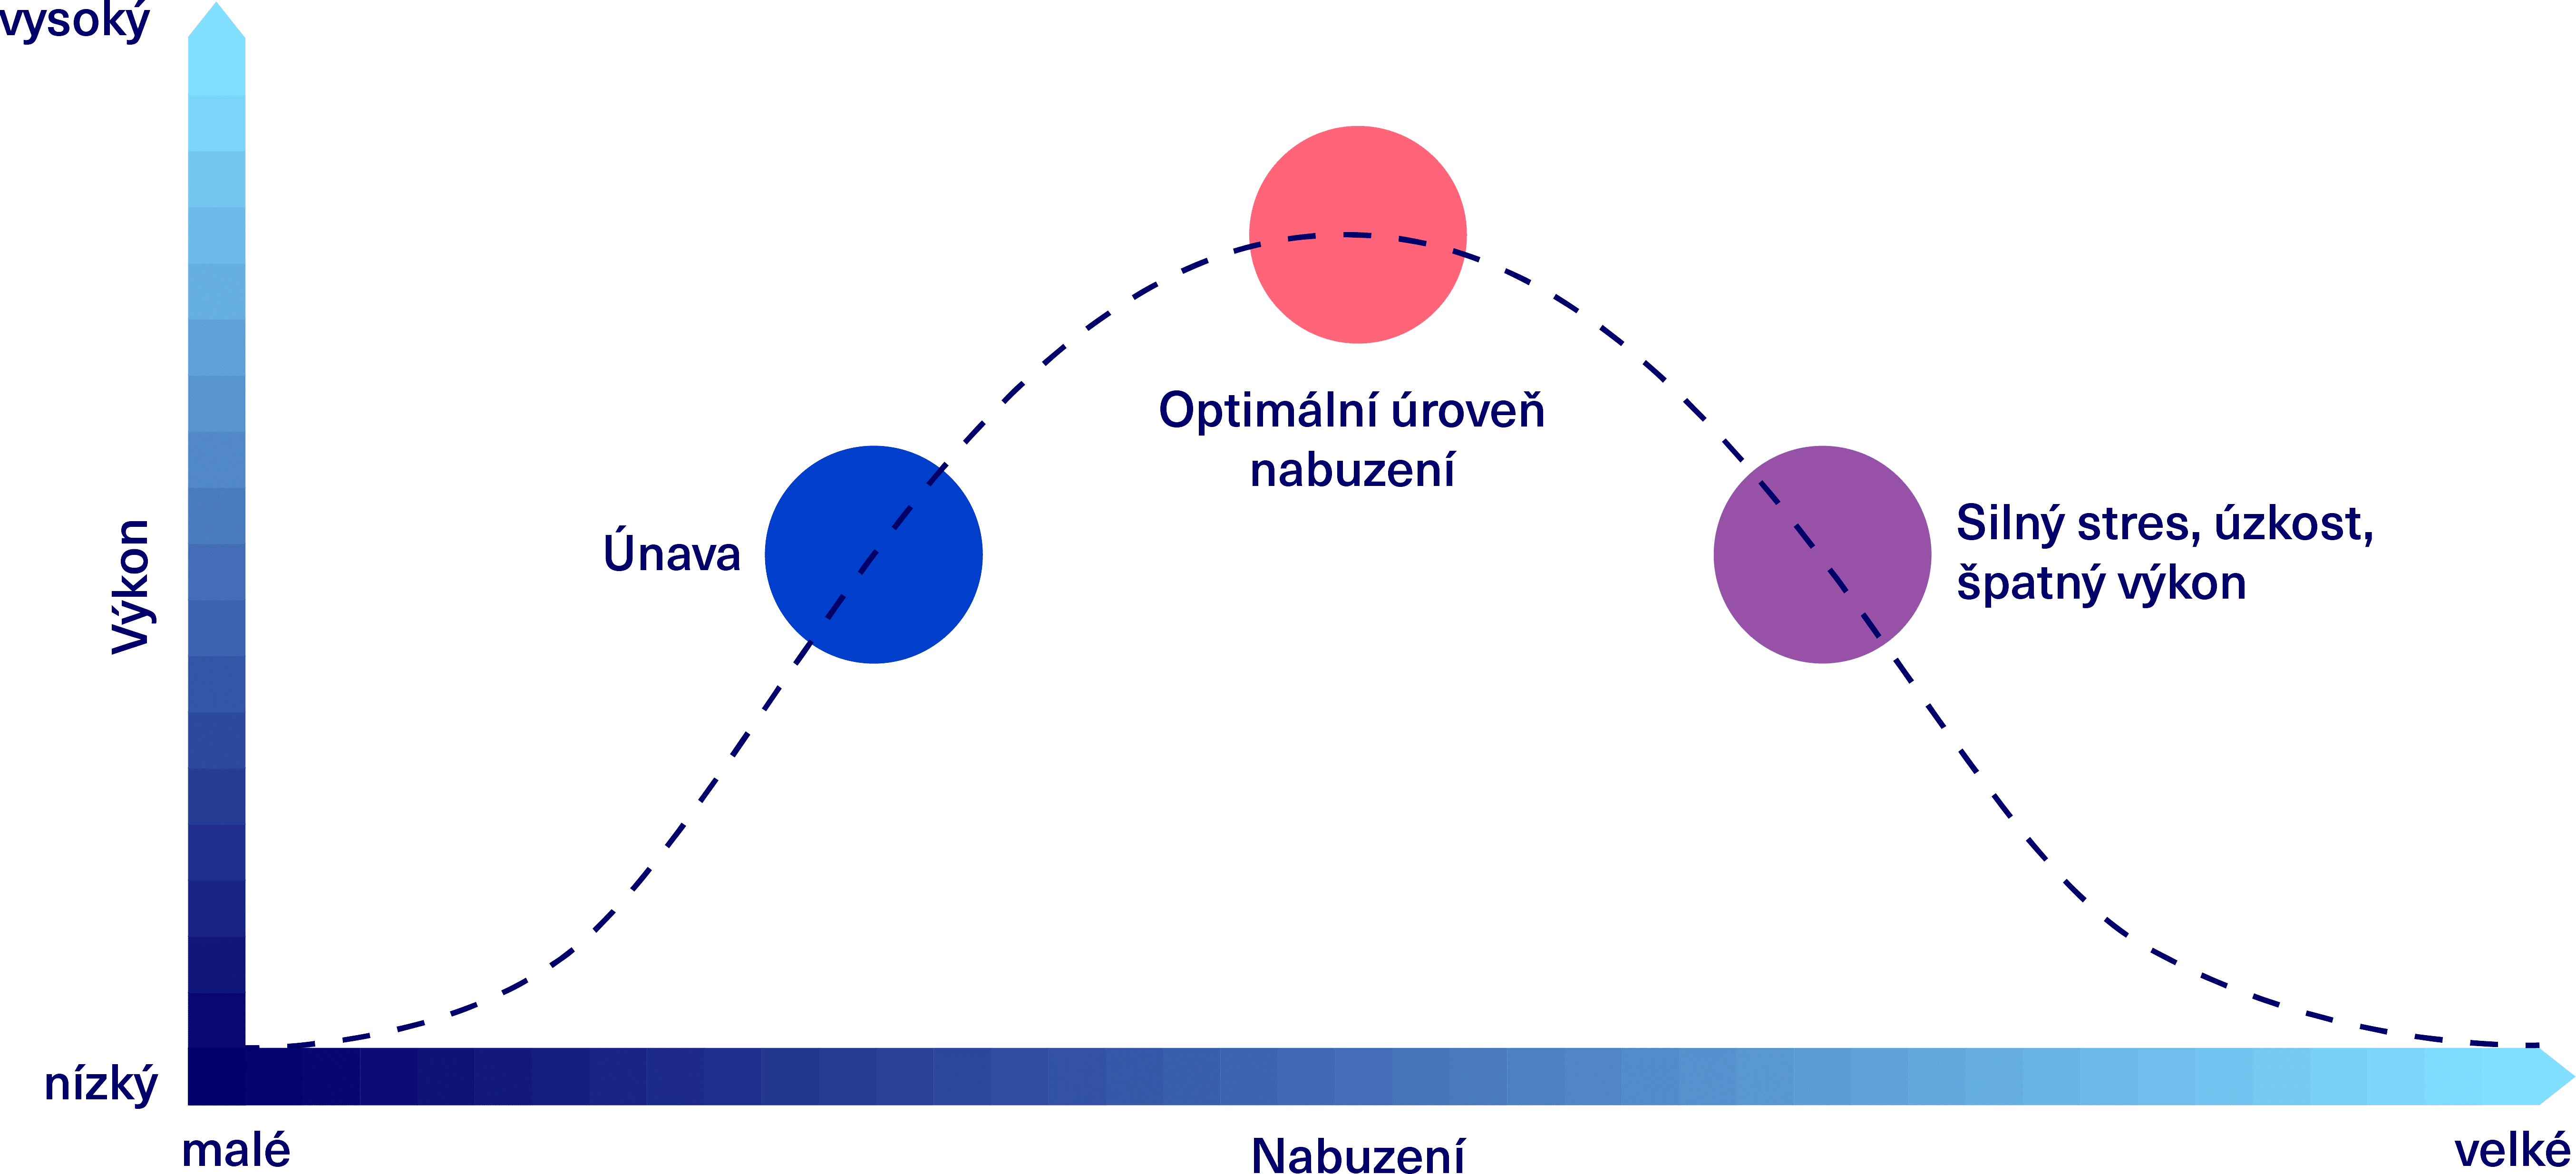 vysoký
Optimální úroveň
nabuzení
Únava
Silný stres, úzkost,
špatný výkon
Výkon
nízký
malé
Nabuzení
velké